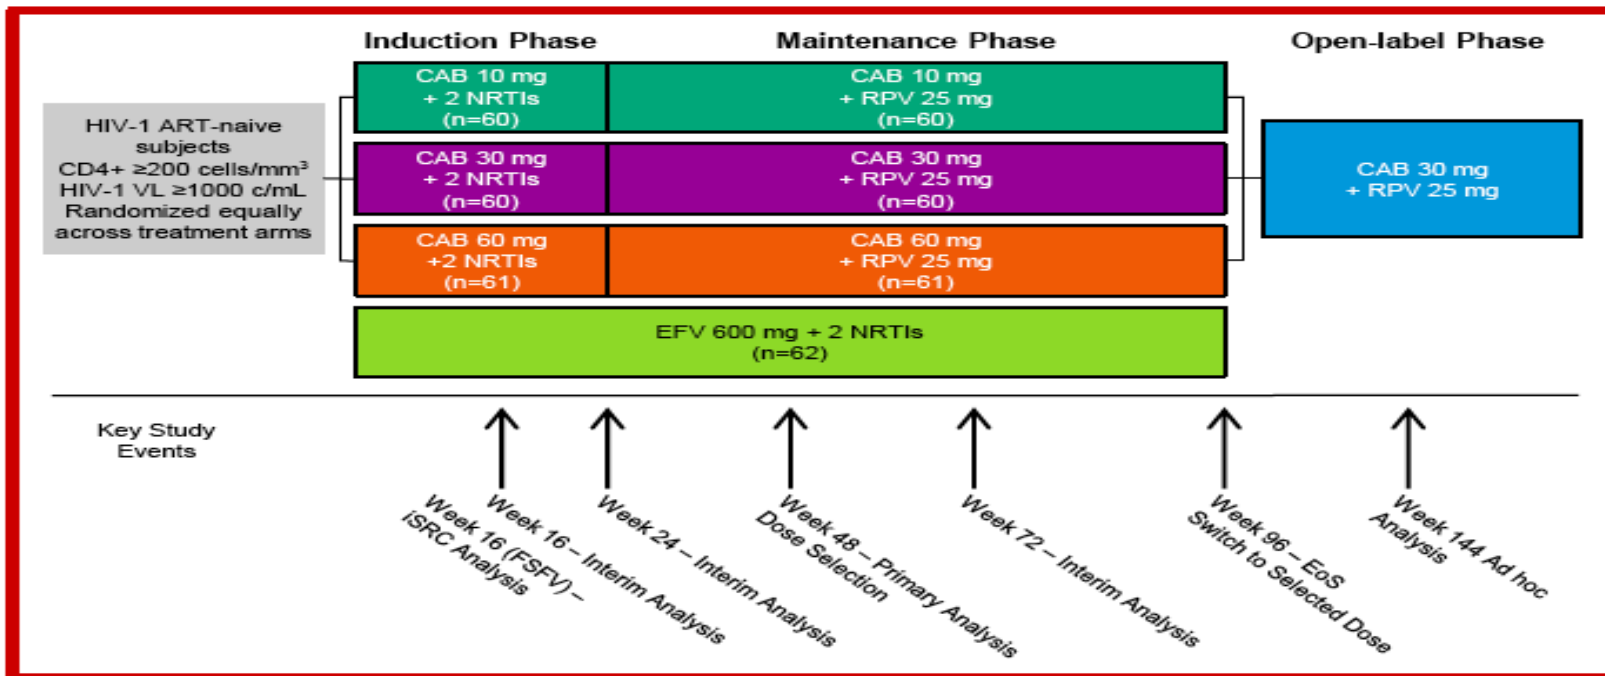 Induction Phase
Maintenance Phase
Open-label Phase
HIV-1 ART-naive
subjects
CD4+ ≥200 cells/mm³
HIV-1 VL ≥1000 c/mL
Randomized equally
across treatment arms
CAB 10 mg
+ 2 NRTIs
(n=60)
CAB 10 mg
+ RPV 25 mg
(n=60)
CAB 30 mg
+ 2 NRTIs
(n=60)
CAB 30 mg
+ RPV 25 mg
(n=60)
CAB 60 mg
+2 NRTIs
(n=61)
CAB 60 mg
+ RPV 25 mg
(n=61)
CAB 30 mg
+ RPV 25 mg
EFV 600 mg + 2 NRTIs
(n=62)
Key Study
Events
Week 16 (FSFV) –
iSRC Analysis
Week 16 – Interim Analysis
Week 24 – Interim Analysis
Week 48 – Primary Analysis
Dose Selection
Week 72 – Interim Analysis
Week 96 – EoS
Switch to Selected Dose
Week 144 Ad hoc
Analysis